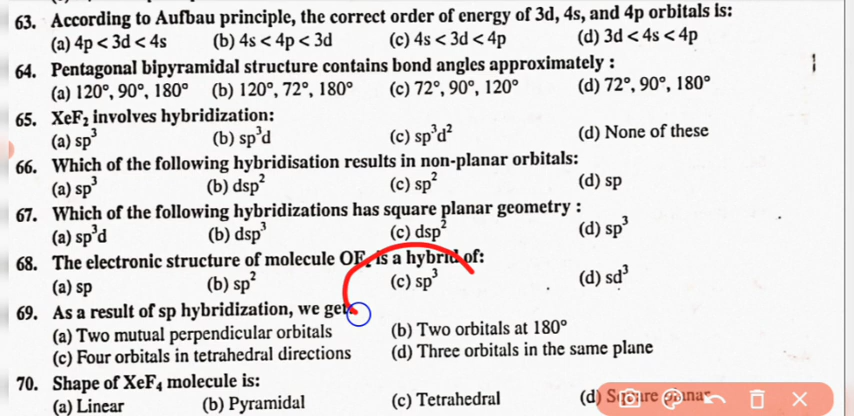 63. According to Aufbau principle, the correct order of energy of 3d, 4s, and 4p orbitals is:
(a) 4p < 3d < 4s (b) 4s < 4p < 3d (c) 4s < 3d < 4p (d) 3d < 4s < 4p
64. Pentagonal bipyramidal structure contains bond angles approximately :
(a) 120°, 90°, 180° (b) 120°, 72°, 180° (c) 72°, 90°, 120° (d) 72°, 90°, 180°
65. XeF₂ involves hybridization:
(a) sp³ (b) sp³d (c) sp³d² (d) None of these
66. Which of the following hybridisation results in non-planar orbitals:
(a) sp³ (b) dsp² (c) sp² (d) sp
67. Which of the following hybridizations has square planar geometry :
(a) sp³d (b) dsp³ (c) dsp² (d) sp³
68. The electronic structure of molecule OF₂ is a hybrid of:
(a) sp (b) sp² (c) sp³ (d) sd³
69. As a result of sp hybridization, we get
(a) Two mutual perpendicular orbitals (b) Two orbitals at 180°
(c) Four orbitals in tetrahedral directions (d) Three orbitals in the same plane
70. Shape of XeF₄ molecule is:
(a) Linear (b) Pyramidal (c) Tetrahedral (d)